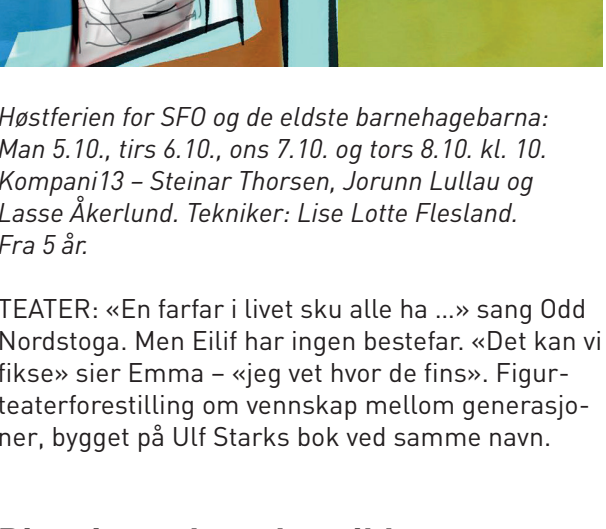 Høstferien for SFO og de eldste barnehagebarna:
Man 5.10., tirs 6.10., ons 7.10. og tors 8.10. kl. 10.
Kompani13 – Steinar Thorsen, Jorunn Lullau og
Lasse Åkerlund. Tekniker: Lise Lotte Flesland.
Fra 5 år.
TEATER: «En farfar i livet sku alle ha ...» sang Odd
Nordstoga. Men Eilif har ingen bestefar. «Det kan vi
fikse» sier Emma – «jeg vet hvor de fins». Figur-
teaterforestilling om vennskap mellom generasjo-
ner, bygget på Ulf Starks bok ved samme navn.